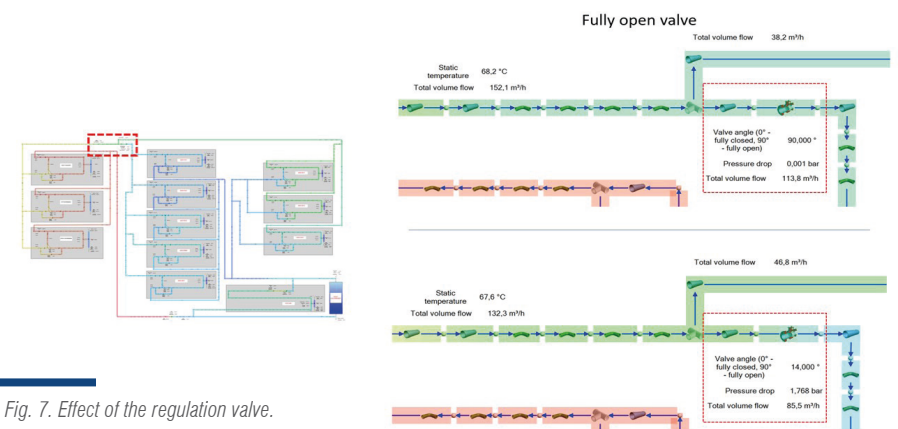 Fully open valve
Total volume flow 38,2 m³/h
Static
temperature 68,2 °C
Total volume flow 152,1 m³/h
Valve angle (0° -
fully closed, 90° 90,000 °
- fully open)
Pressure drop 0,001 bar
Total volume flow 113,8 m³/h
Total volume flow 46,8 m³/h
Static
temperature 67,6 °C
Total volume flow 132,3 m³/h
Valve angle (0° -
fully closed, 90° 14,000 °
- fully open)
Pressure drop 1,768 bar
Total volume flow 85,5 m³/h
Fig. 7. Effect of the regulation valve.